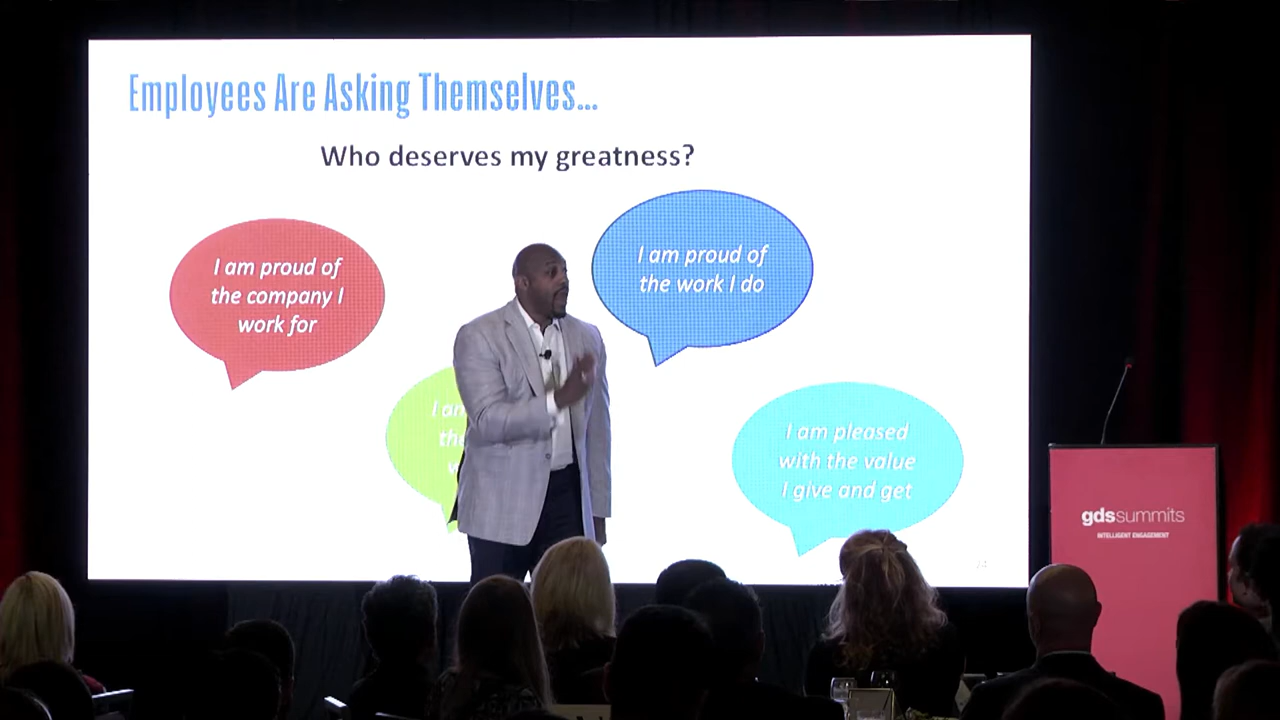 Employees Are Asking Themselves...
Who deserves my greatness?
I am proud of
the company I
work for
I am proud of
the work I do
I am pleased
with the value
I give and get
gdssummits
INTELLIGENT ENGAGEMENT